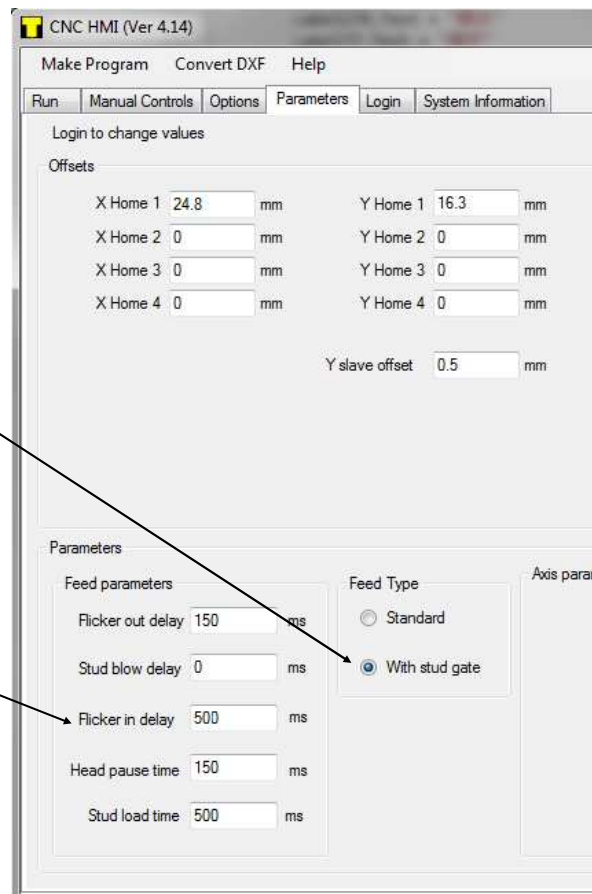 CNC HMI (Ver 4.14)
Make Program Convert DXF Help
Run Manual Controls Options Parameters Login System Information
Login to change values
Offsets
X Home 1 24.8 mm Y Home 1 16.3 mm
X Home 2 0 mm Y Home 2 0 mm
X Home 3 0 mm Y Home 3 0 mm
X Home 4 0 mm Y Home 4 0 mm
Y slave offset 0.5 mm
Parameters
Feed parameters Feed Type Axis para
Flicker out delay 150 ms Standard
Stud blow delay 0 ms With stud gate
Flicker in delay 500 ms
Head pause time 150 ms
Stud load time 500 ms